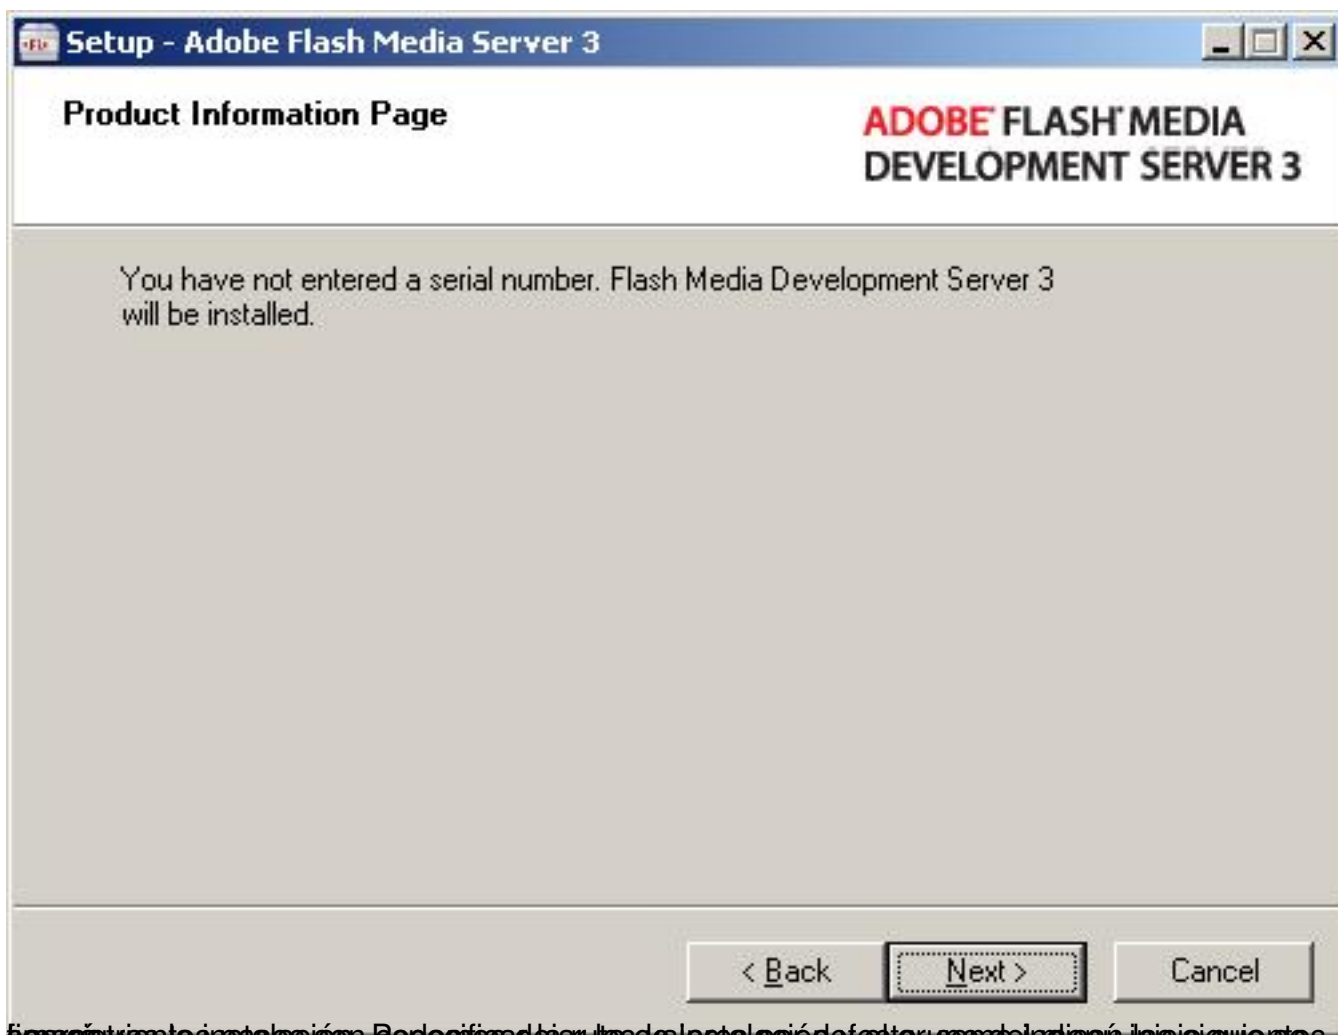 Setup - Adobe Flash Media Server 3
Product Information Page
ADOBE FLASH MEDIA
DEVELOPMENT SERVER 3
You have not entered a serial number. Flash Media Development Server 3
will be installed.
< Back
Next >
Cancel